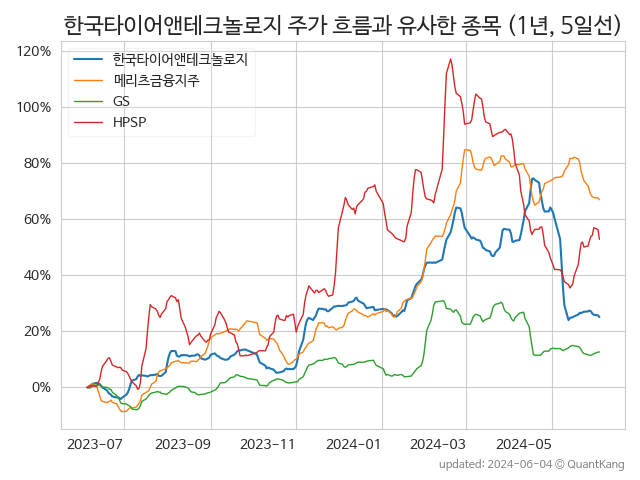 한국타이어앤테크놀로지 주가 흐름과 유사한 종목 (1년, 5일선)
120%
100%
80%
60%
40%
20%
0%
한국타이어앤테크놀로지
메리츠금융지주
GS
HPSP
2023-07 2023-09 2023-11 2024-01 2024-03 2024-05
updated: 2024-06-04 © QuantKang